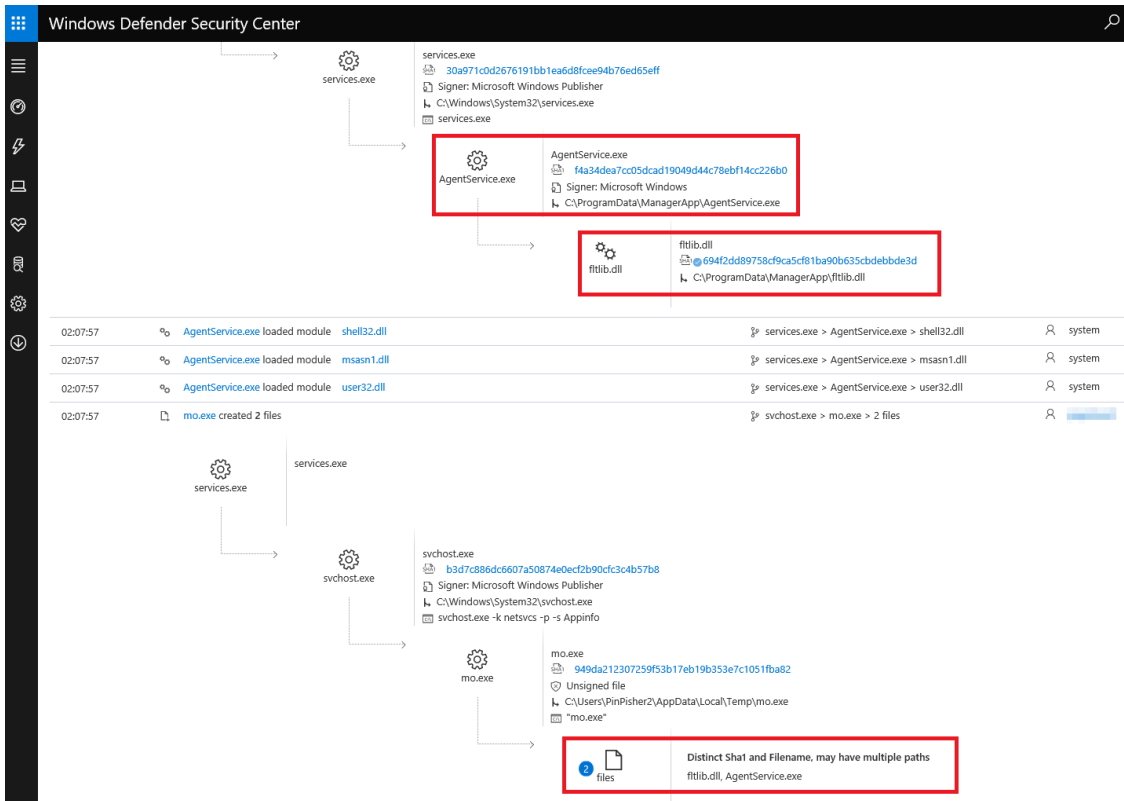 Windows Defender Security Center
services.exe
services.exe
30a971c0d2676191bb1ea6d8fcee94b76ed65eff
Signer: Microsoft Windows Publisher
C:\Windows\System32\services.exe
services.exe
AgentService.exe
AgentService.exe
f4a34dea7cc05dcad19049d44c78ebf14cc226b0
Signer: Microsoft Windows
C:\ProgramData\ManagerApp\AgentService.exe
fltlib.dll
fltlib.dll
694f2dd89758cf9ca5cf81ba90b635cbdebbde3d
C:\ProgramData\ManagerApp\fltlib.dll
02:07:57 AgentService.exe loaded module shell32.dll services.exe > AgentService.exe > shell32.dll system
02:07:57 AgentService.exe loaded module msasn1.dll services.exe > AgentService.exe > msasn1.dll system
02:07:57 AgentService.exe loaded module user32.dll services.exe > AgentService.exe > user32.dll system
02:07:57 mo.exe created 2 files svchost.exe > mo.exe > 2 files
services.exe
services.exe
svchost.exe
svchost.exe
b3d7c886dc6607a50874e0ecf2b90cfc3c4b57b8
Signer: Microsoft Windows Publisher
C:\Windows\System32\svchost.exe
svchost.exe -k netsvcs -p -s Appinfo
mo.exe
mo.exe
949da212307259f53b17eb19b353e7c1051fba82
Unsigned file
C:\Users\PinPisher2\AppData\Local\Temp\mo.exe
"mo.exe"
2
files
Distinct Sha1 and Filename, may have multiple paths
fltlib.dll, AgentService.exe